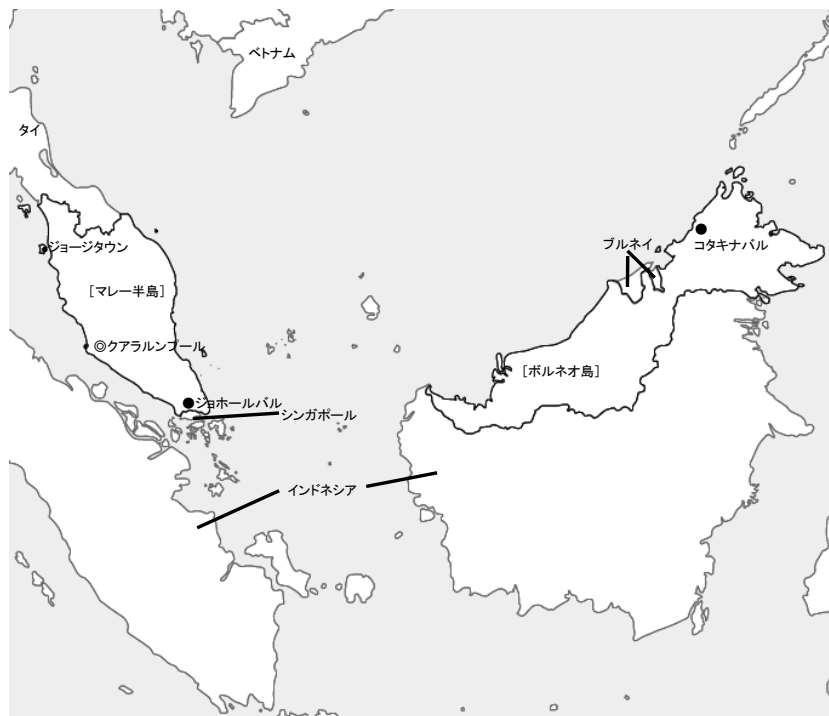 ベトナム
タイ
ブルネイ
コタキナバル
ジョージタウン
[マレー半島]
◎クアラルンプール
[ボルネオ島]
ジョホールバル
シンガポール
インドネシア